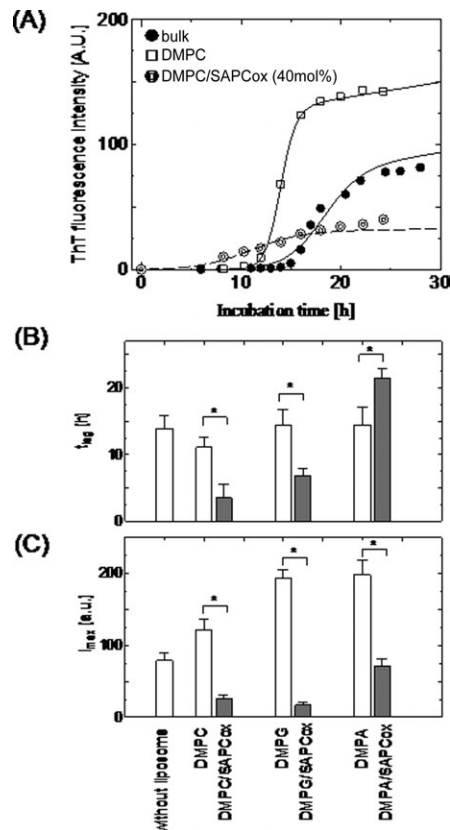 (A)
200
100
0
ThT fluorescence Intensity [A.U.]
bulk
DMPC
DMPC/SAPCox (40mol%)
0
10
20
30
Incubation time [h]
(B)
20
10
0
tlag [h]
*
*
*
(C)
200
100
0
Imax [a.u.]
*
*
*
Without liposome
DMPC
DMPC/SAPCox
DMPG
DMPG/SAPCox
DMPA
DMPA/SAPCox